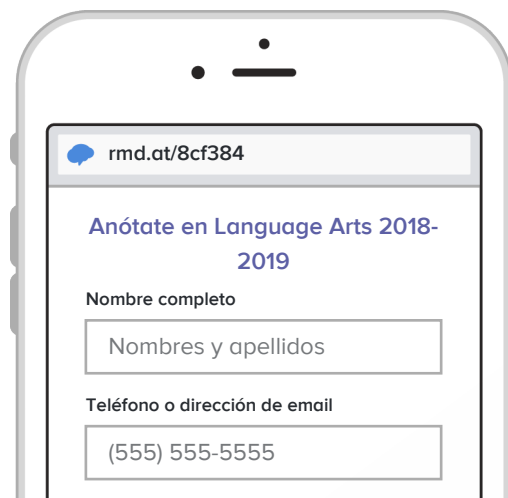 rmd.at/8cf384
Anótate en Language Arts 2018-
2019
Nombre completo
Nombres y apellidos
Teléfono o dirección de email
(555) 555-5555